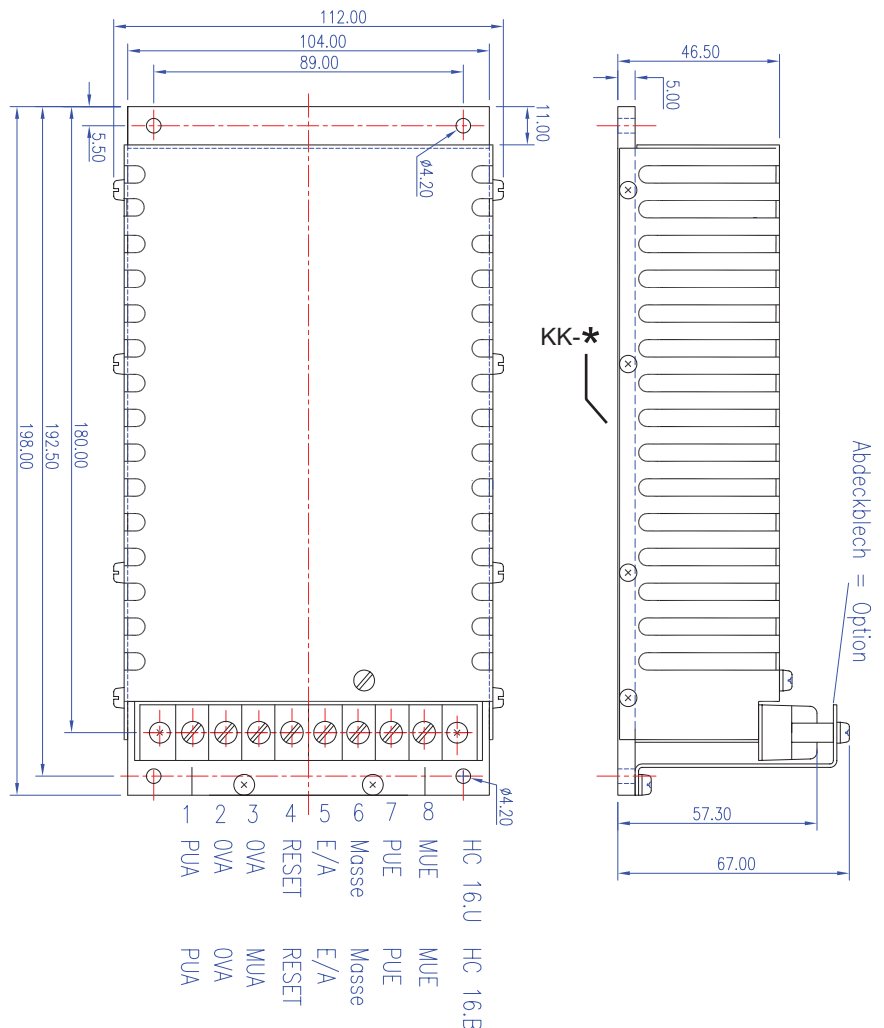 112.00
104.00
89.00
46.50
5.00
11.00
5.50
ø4.20
KK-*
180.00
192.50
198.00
Abdeckblech = Option
ø4.20
57.30
67.00
HC 16.U HC 16.B
8 MUE MUE
7 PUE PUE
6 Masse Masse
5 E/A E/A
4 RESET RESET
3 0VA MUA
2 0VA 0VA
1 PUA PUA